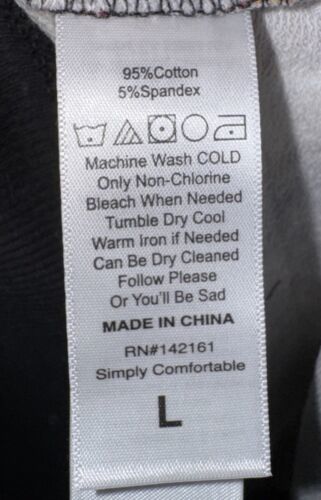 95%Cotton
5%Spandex
Machine Wash COLD
Only Non-Chlorine
Bleach When Needed
Tumble Dry Cool
Warm Iron if Needed
Can Be Dry Cleaned
Follow Please
Or You'll Be Sad
MADE IN CHINA
RN#142161
Simply Comfortable
L